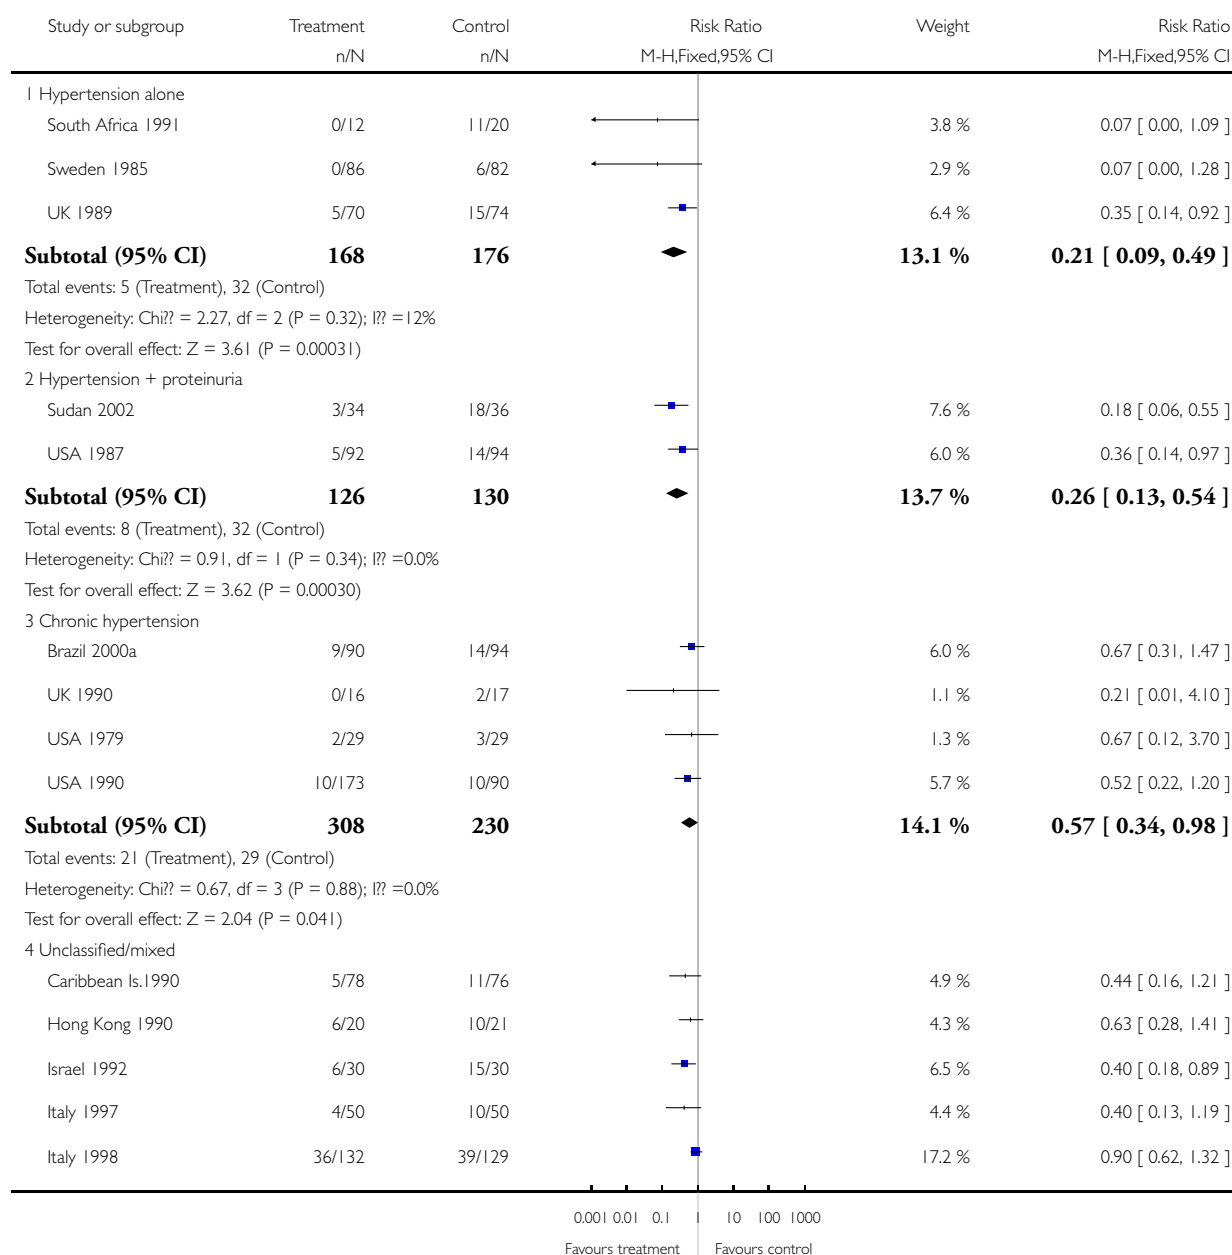 Study or subgroup Treatment Control Risk Ratio Weight Risk Ratio
n/N n/N M-H,Fixed,95% CI M-H,Fixed,95% CI
1 Hypertension alone
South Africa 1991 0/12 11/20 3.8 % 0.07 [ 0.00, 1.09 ]
Sweden 1985 0/86 6/82 2.9 % 0.07 [ 0.00, 1.28 ]
UK 1989 5/70 15/74 6.4 % 0.35 [ 0.14, 0.92 ]
Subtotal (95% CI) 168 176 13.1 % 0.21 [ 0.09, 0.49 ]
Total events: 5 (Treatment), 32 (Control)
Heterogeneity: Chi?? = 2.27, df = 2 (P = 0.32); I?? =12%
Test for overall effect: Z = 3.61 (P = 0.00031)
2 Hypertension + proteinuria
Sudan 2002 3/34 18/36 7.6 % 0.18 [ 0.06, 0.55 ]
USA 1987 5/92 14/94 6.0 % 0.36 [ 0.14, 0.97 ]
Subtotal (95% CI) 126 130 13.7 % 0.26 [ 0.13, 0.54 ]
Total events: 8 (Treatment), 32 (Control)
Heterogeneity: Chi?? = 0.91, df = 1 (P = 0.34); I?? =0.0%
Test for overall effect: Z = 3.62 (P = 0.00030)
3 Chronic hypertension
Brazil 2000a 9/90 14/94 6.0 % 0.67 [ 0.31, 1.47 ]
UK 1990 0/16 2/17 1.1 % 0.21 [ 0.01, 4.10 ]
USA 1979 2/29 3/29 1.3 % 0.67 [ 0.12, 3.70 ]
USA 1990 10/173 10/90 5.7 % 0.52 [ 0.22, 1.20 ]
Subtotal (95% CI) 308 230 14.1 % 0.57 [ 0.34, 0.98 ]
Total events: 21 (Treatment), 29 (Control)
Heterogeneity: Chi?? = 0.67, df = 3 (P = 0.88); I?? =0.0%
Test for overall effect: Z = 2.04 (P = 0.041)
4 Unclassified/mixed
Caribbean Is.1990 5/78 11/76 4.9 % 0.44 [ 0.16, 1.21 ]
Hong Kong 1990 6/20 10/21 4.3 % 0.63 [ 0.28, 1.41 ]
Israel 1992 6/30 15/30 6.5 % 0.40 [ 0.18, 0.89 ]
Italy 1997 4/50 10/50 4.4 % 0.40 [ 0.13, 1.19 ]
Italy 1998 36/132 39/129 17.2 % 0.90 [ 0.62, 1.32 ]
0.001 0.01 0.1 1 10 100 1000
Favours treatment Favours control